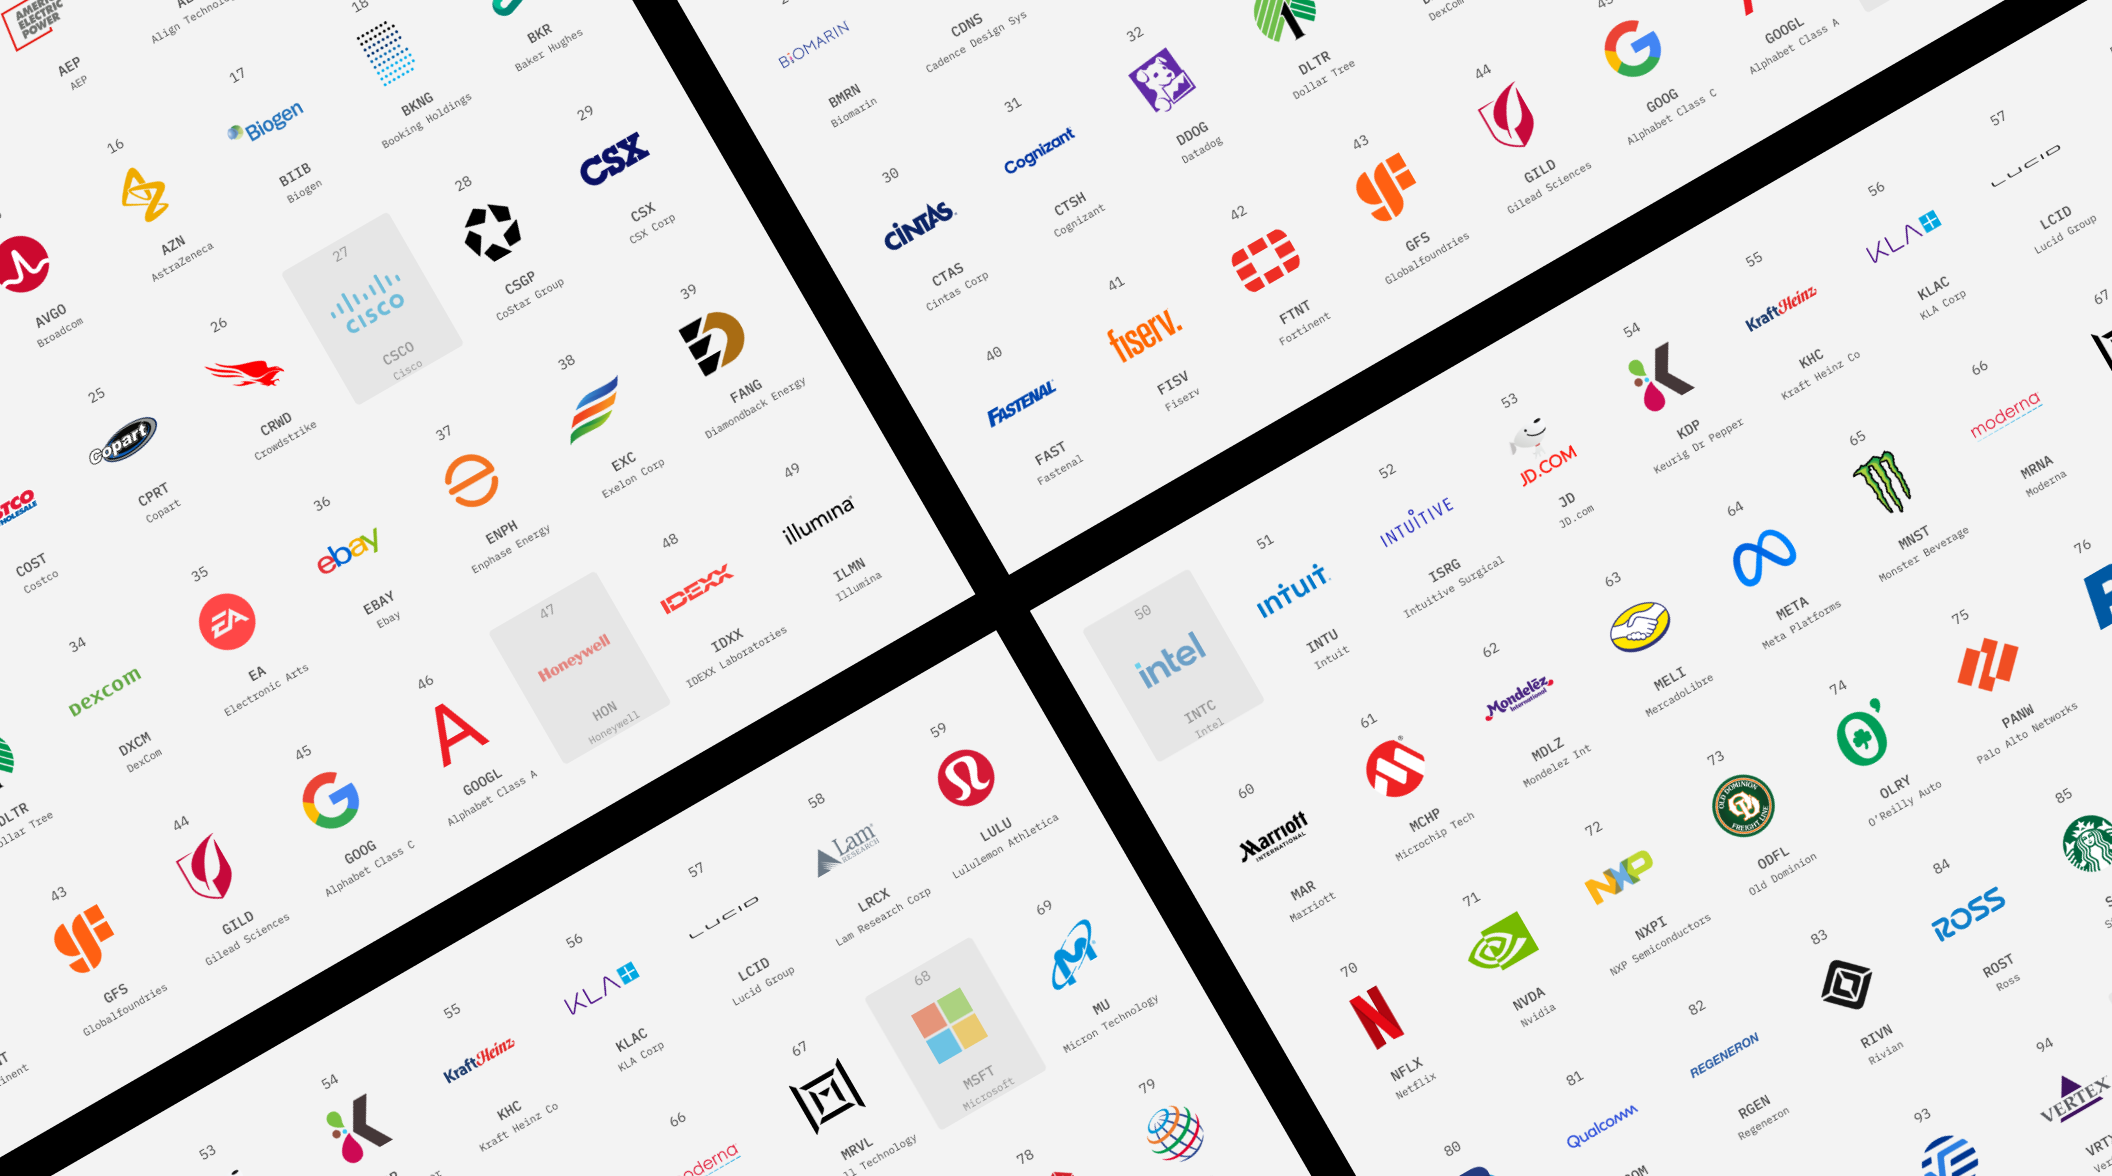 AMERICAN
ELECTRIC
POWER
AEP
AEP
Align Technolo
18
BKNG
Booking Holdings
BKR
Baker Hughes
17
Biogen
BIIB
Biogen
16
AZN
AstraZeneca
AVGO
Broadcom
29
CSX
CSX
CSX Corp
28
CSGP
CoStar Group
27
cisco
CSCO
Cisco
26
CRWD
Crowdstrike
25
Copart
CPRT
Copart
TCO
WHOLESALE
COST
Costco
39
FANG
Diamondback Energy
38
EXC
Exelon Corp
37
ENPH
Enphase Energy
36
ebay
EBAY
Ebay
35
EA
EA
Electronic Arts
34
Dexcom
DXCM
DexCom
DLTR
ollar Tree
49
illumina
ILMN
Illumina
48
IDEXX
IDXX
IDEXX Laboratories
47
Honeywell
HON
Honeywell
46
GOOGL
Alphabet Class A
45
GOOG
Alphabet Class C
44
GILD
Gilead Sciences
43
GFS
Globalfoundries
NT
inent
BIOMARIN
BMRN
Biomarin
CDNS
Cadence Design Sys
32
DDOG
Datadog
DLTR
Dollar Tree
DexCom
31
Cognizant
CTSH
Cognizant
30
CINTAS
CTAS
Cintas Corp
45
GOOG
Alphabet Class C
GOOGL
Alphabet Class A
44
GILD
Gilead Sciences
43
GFS
Globalfoundries
42
FTNT
Fortinent
41
fiserv.
FISV
Fiserv
40
FASTENAL
FAST
Fastenal
59
LULU
Lululemon Athletica
58
Lam
RESEARCH
LRCX
Lam Research Corp
57
LUCID
LCID
Lucid Group
56
KLA
KLAC
KLA Corp
55
Kraft Heinz
KHC
Kraft Heinz Co
54
53
69
MU
Micron Technology
68
MSFT
Microsoft
67
MRVL
ll Technology
66
oderna
79
78
57
LUCID
LCID
Lucid Group
56
KLA
KLAC
KLA Corp
55
Kraft Heinz
KHC
Kraft Heinz Co
54
KDP
Keurig Dr Pepper
53
JD.COM
JD
JD.com
52
INTUITIVE
ISRG
Intuitive Surgical
51
INTUIT
INTU
Intuit
50
intel
INTC
Intel
67
66
moderna
MRNA
Moderna
65
MNST
Monster Beverage
64
META
Meta Platforms
63
MELI
MercadoLibre
62
Mondelēz
International
MDLZ
Mondelez Int
61
MCHP
Microchip Tech
60
Marriott
INTERNATIONAL
MAR
Marriott
76
75
PANW
Palo Alto Networks
74
OLRY
O'Reilly Auto
73
OLD DOMINION
FREIGHT LINE
ODFL
Old Dominion
72
NXP
NXPI
NXP Semiconductors
71
NVDA
Nvidia
70
NFLX
Netflix
85
84
ROSS
ROST
Ross
83
RIVN
Rivian
82
REGENERON
RGEN
Regeneron
81
Qualcomm
80
94
VERTEX
VRT
Ver
93